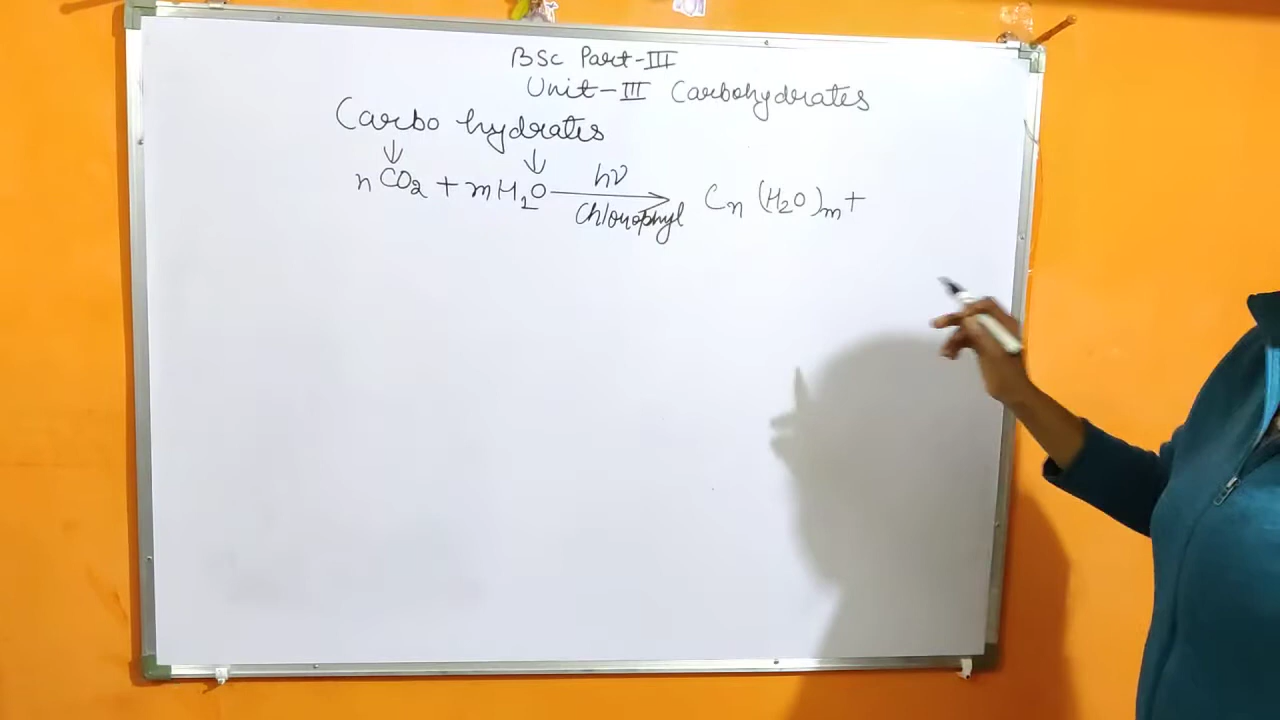 BSC Part-III
Unit-III Carbohydrates
Carbo hydrates
↓ ↓
nCO₂ + mH₂O hν → Cn (H₂O)m +
Chlorophyl